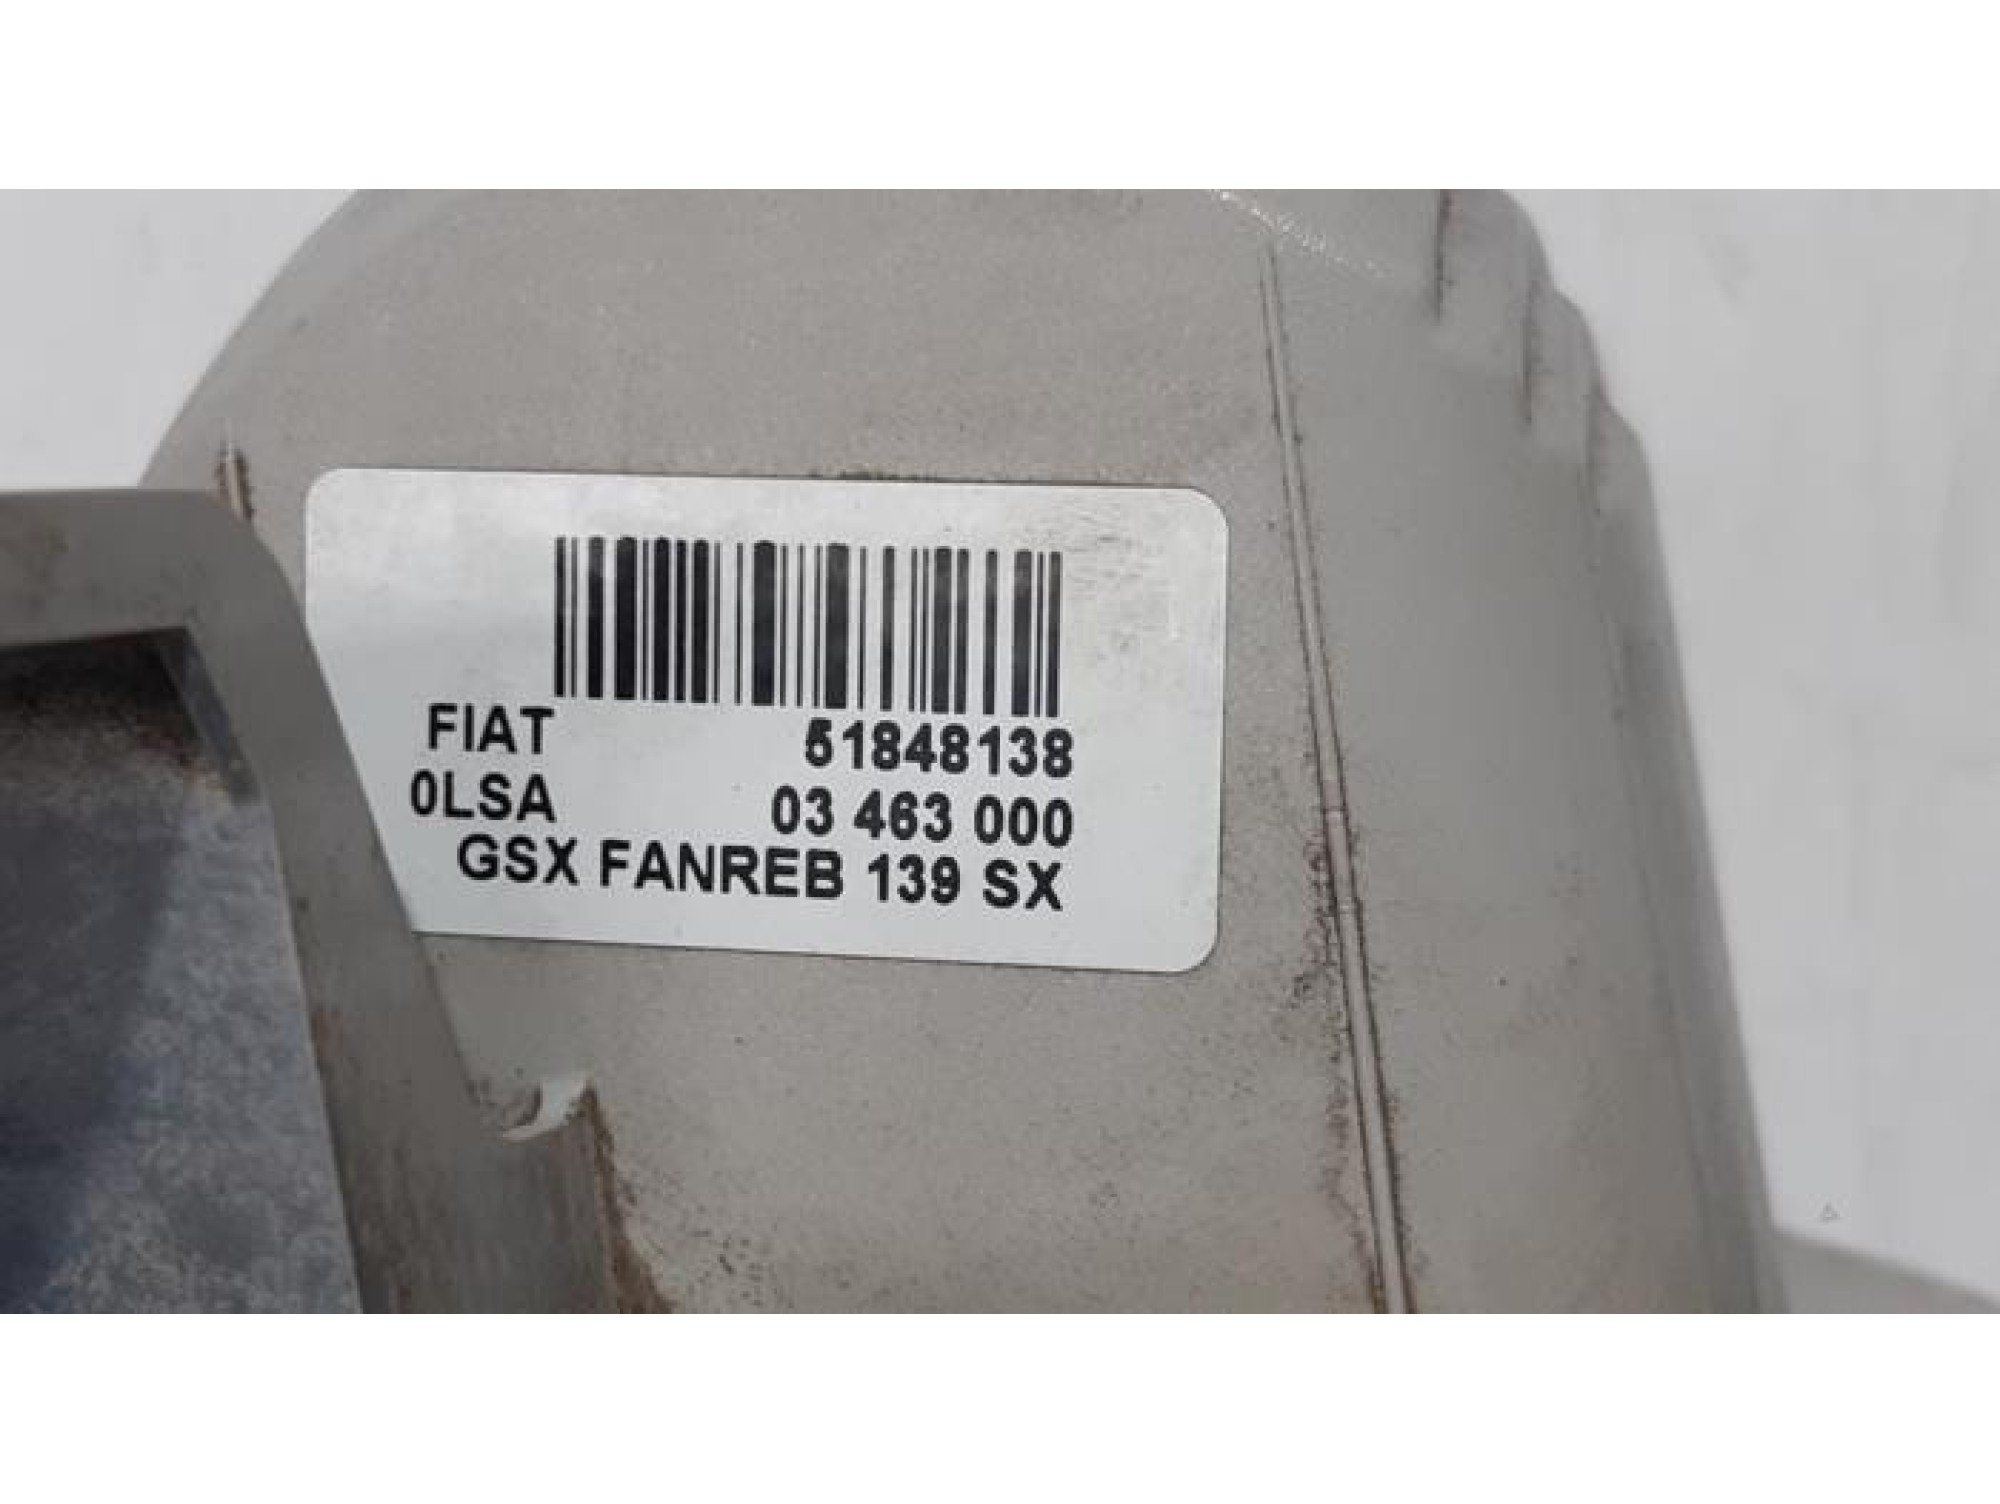 FIAT 51848138
0LSA 03 463 000
GSX FANREB 139 SX